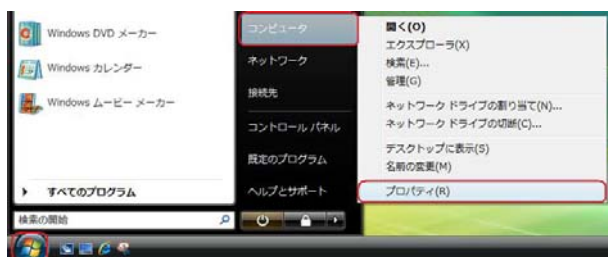 Windows DVD メーカー
Windows カレンダー
Windows ムービー メーカー
すべてのプログラム
検索の開始
コンピュータ
ネットワーク
接続先
コントロール パネル
既定のプログラム
ヘルプとサポート
開く(O)
エクスプローラ(X)
検索(E)...
管理(G)
ネットワーク ドライブの割り当て(N)...
ネットワーク ドライブの切断(C)...
デスクトップに表示(S)
名前の変更(M)
プロパティ(R)